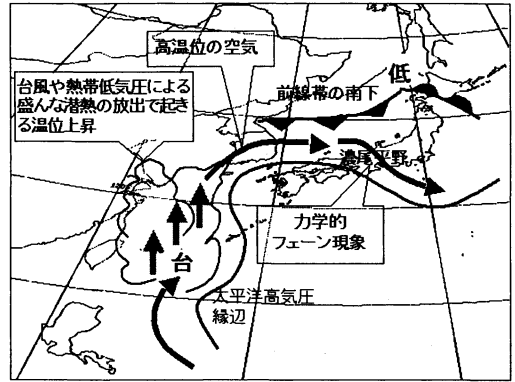 高温位の空気
台風や熱帯低気圧による
盛んな潜熱の放出で起き
る温位上昇
前線帯の南下
低
濃尾平野
力学的
フェーン現象
台
太平洋高気圧
縁辺